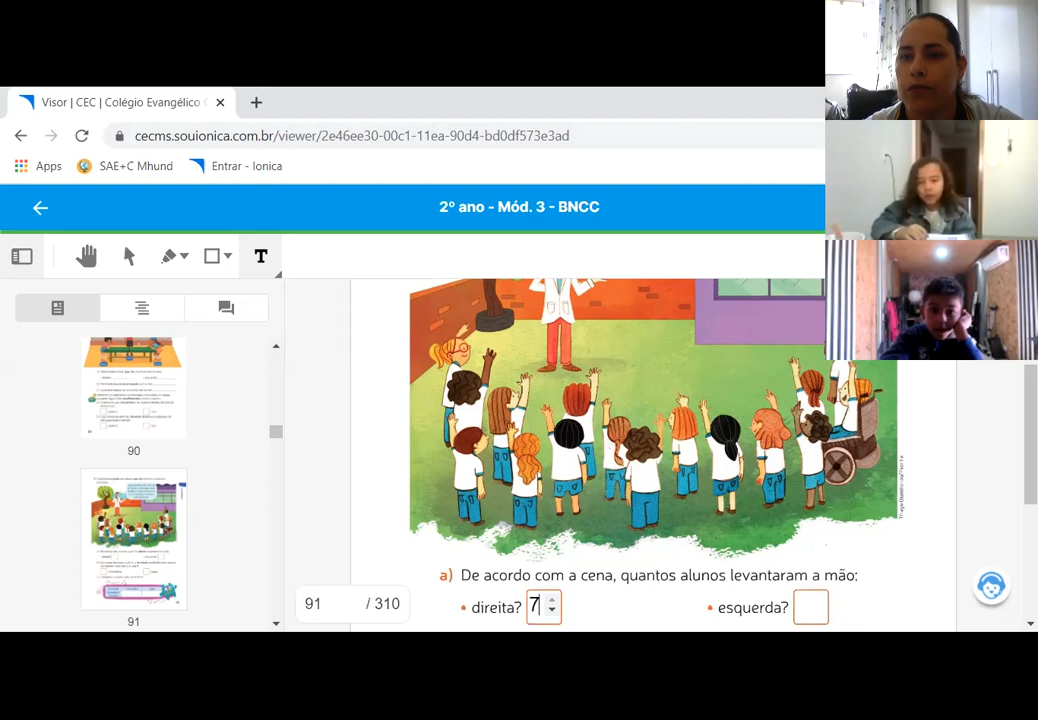 Visor | CEC | Colégio Evangélico C
cecms.souionica.com.br/viewer/2e46ee30-00c1-11ea-90d4-bd0df573e3ad
Apps SAE+C Mhund Entrar - Ionica
2º ano - Mód. 3 - BNCC
T
90
91
91 / 310
a) De acordo com a cena, quantos alunos levantaram a mão:
• direita? 7 • esquerda?